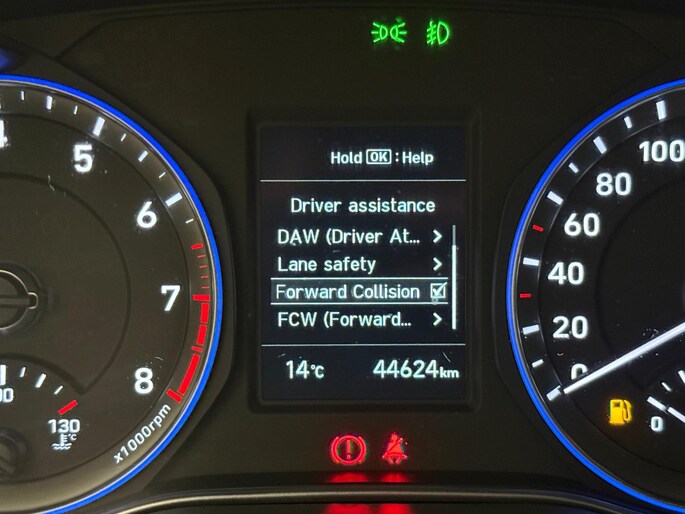 Hold OK : Help
Driver assistance
DAW (Driver At...
Lane safety
Forward Collision
FCW (Forward...
14°C 44624km
5
6
7
8
x1000rpm
130
°C
100
80
60
40
20
0
0